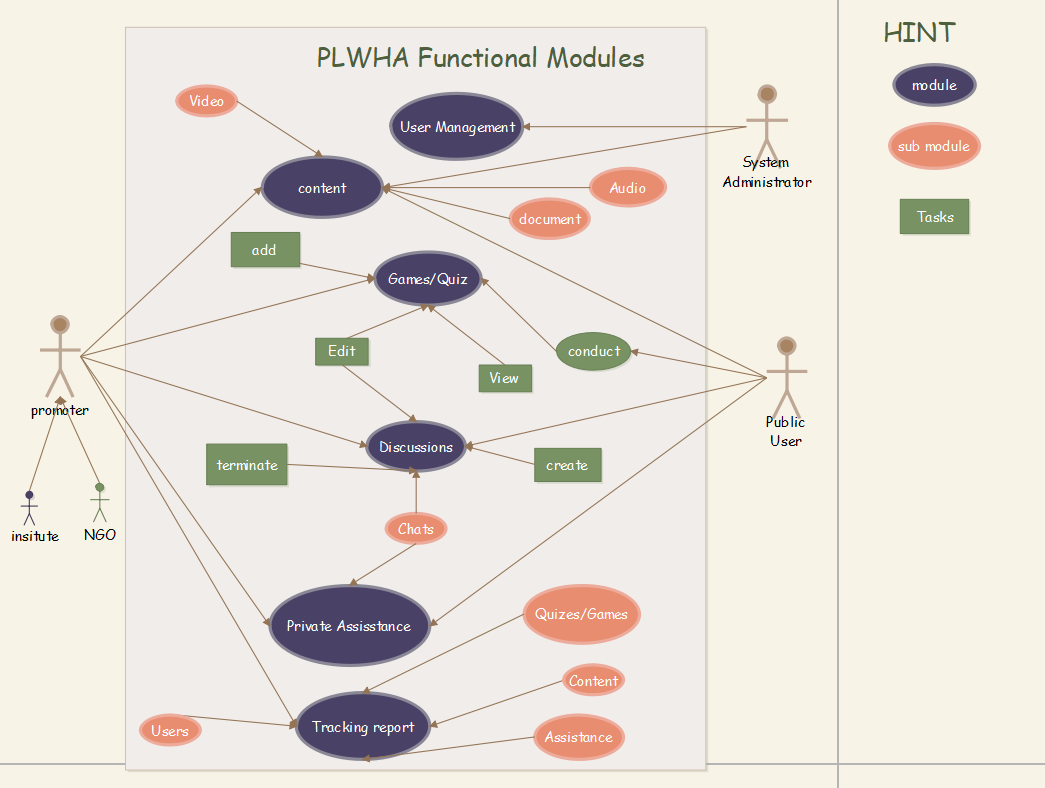 PLWHA Functional Modules
HINT
Video
User Management
module
sub module
System
Administrator
content
Audio
document
Tasks
add
Games/Quiz
Edit
conduct
View
promoter
Public
User
Discussions
terminate
create
insitute
NGO
Chats
Private Assisstance
Quizes/Games
Content
Users
Tracking report
Assistance